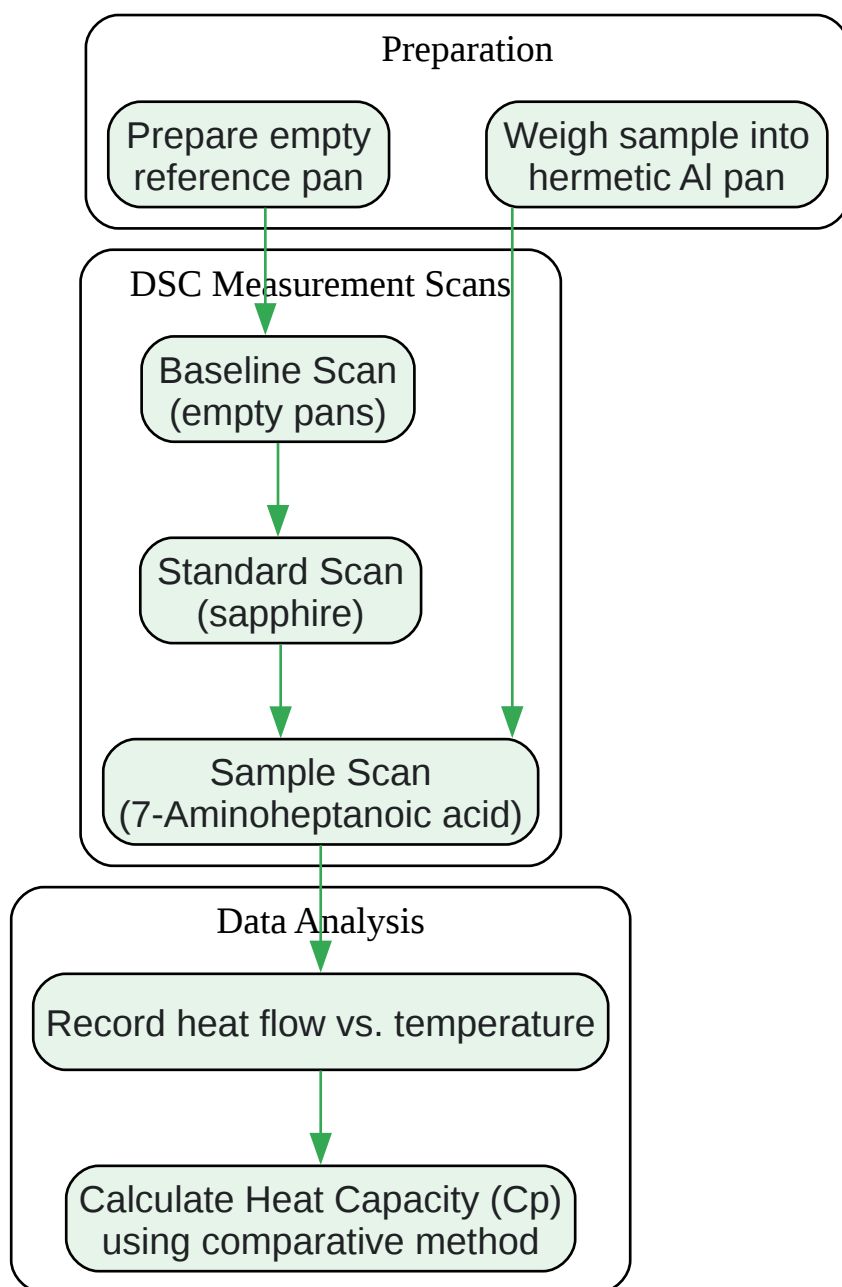 Preparation
Prepare empty
reference pan
Weigh sample into
hermetic Al pan
DSC Measurement Scans
Baseline Scan
(empty pans)
Standard Scan
(sapphire)
Sample Scan
(7-Aminoheptanoic acid)
Data Analysis
Record heat flow vs. temperature
Calculate Heat Capacity (Cp)
using comparative method